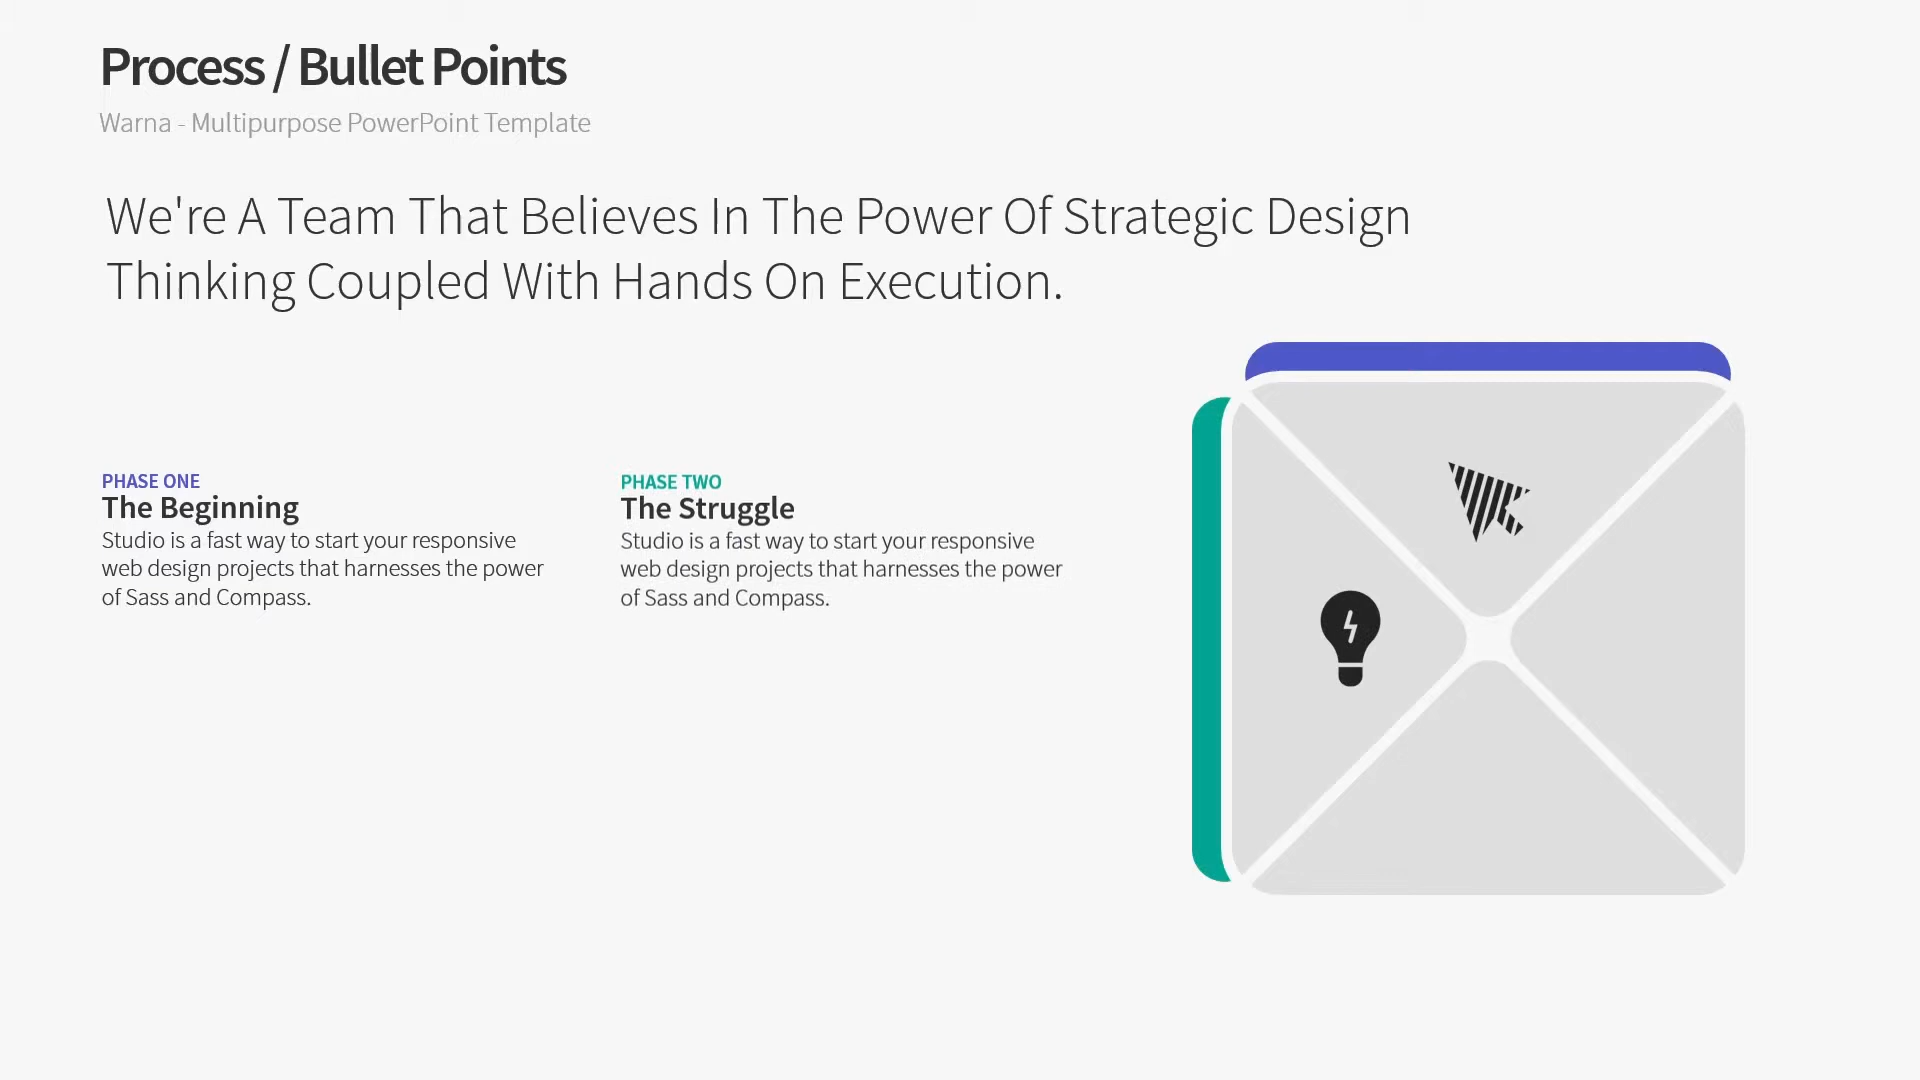 Process / Bullet Points
Warna - Multipurpose PowerPoint Template
We're A Team That Believes In The Power Of Strategic Design
Thinking Coupled With Hands On Execution.
PHASE ONE
The Beginning
Studio is a fast way to start your responsive
web design projects that harnesses the power
of Sass and Compass.
PHASE TWO
The Struggle
Studio is a fast way to start your responsive
web design projects that harnesses the power
of Sass and Compass.